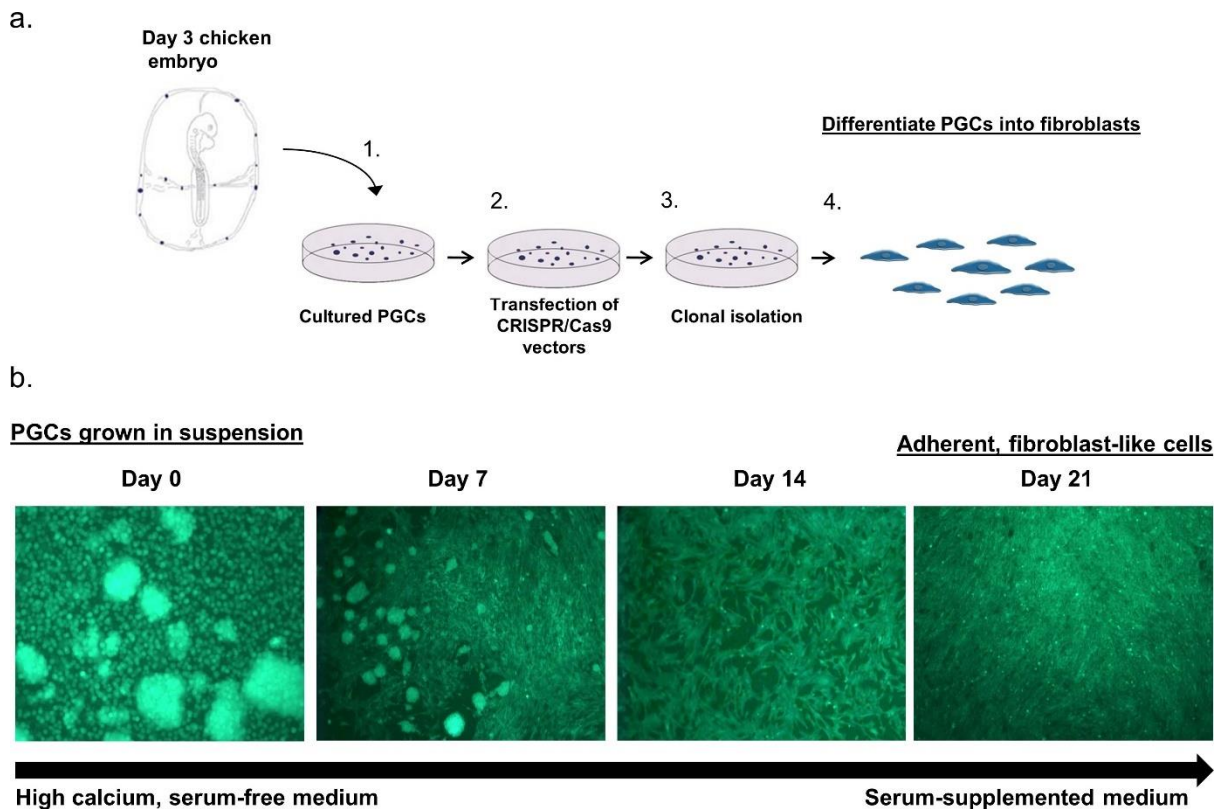 a.
Day 3 chicken
embryo
Differentiate PGCs into fibroblasts
1.
2.
3.
4.
Cultured PGCs
Transfection of
CRISPR/Cas9
vectors
Clonal isolation
b.
PGCs grown in suspension
Adherent, fibroblast-like cells
Day 0
Day 7
Day 14
Day 21
High calcium, serum-free medium
Serum-supplemented medium